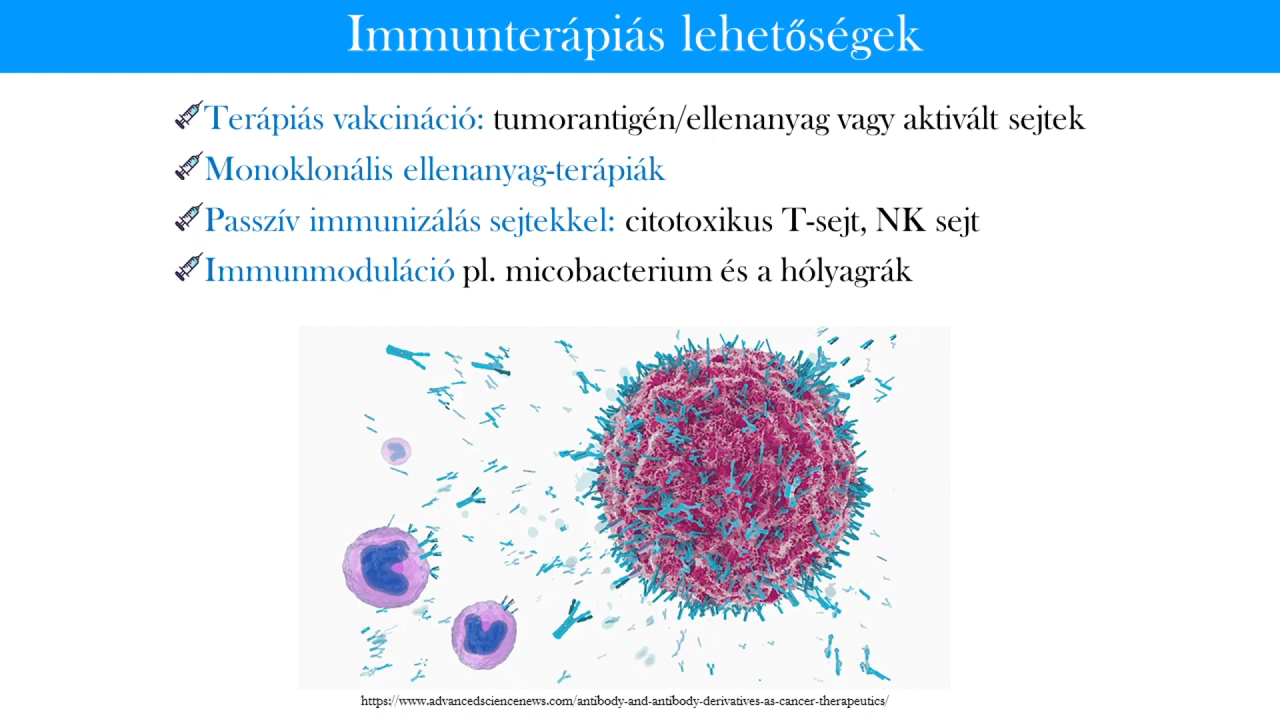 Immunterápiás lehetőségek
Terápiás vakcináció: tumorantigén/ellenanyag vagy aktivált sejtek
Monoklonális ellenanyag-terápiák
Passzív immunizálás sejtekkel: citotoxikus T-sejt, NK sejt
Immunmoduláció pl. micobacterium és a hólyagrák
https://www.advancedsciencenews.com/antibody-and-antibody-derivatives-as-cancer-therapeutics/